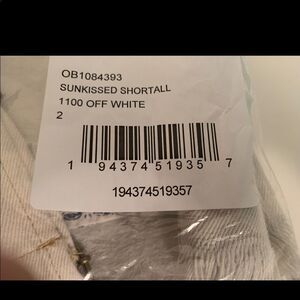 OB1084393
SUNKISSED SHORTALL
1100 OFF WHITE
2
1 94374 51935 7
194374519357